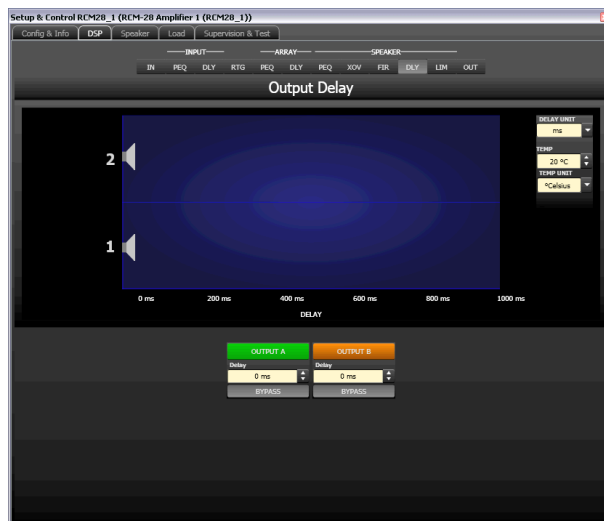 Setup & Control RCM28_1 (RCM-28 Amplifier 1 (RCM28_1))
Config & Info DSP Speaker Load Supervision & Test
INPUT ARRAY SPEAKER
IN PEQ DLY RTG PEQ DLY PEQ XOV FIR DLY LIM OUT
Output Delay
DELAY UNIT
ms
TEMP
20 ºC
TEMP UNIT
ºCelsius
2
1
0 ms 200 ms 400 ms 600 ms 800 ms 1000 ms
DELAY
OUTPUT A OUTPUT B
Delay Delay
0 ms 0 ms
BYPASS BYPASS